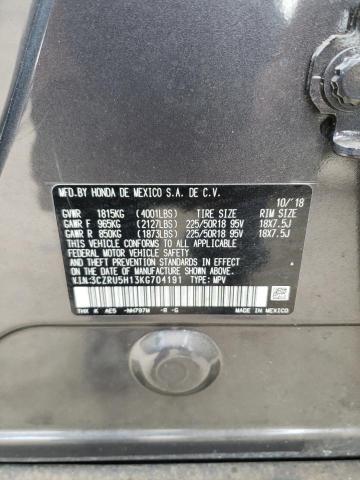 MFD.BY HONDA DE MEXICO S.A. DE C.V. 10/'18
GVWR 1815KG (4001LBS) TIRE SIZE RIM SIZE
GAWR F 965KG (2127LBS) 225/50R18 95V 18X7.5J
GAWR R 850KG (1873LBS) 225/50R18 95V 18X7.5J
THIS VEHICLE CONFORMS TO ALL APPLICABLE
FEDERAL MOTOR VEHICLE SAFETY AND THEFT PREVENTION
STANDARDS IN EFFECT ON THE DATE OF MANUFACTURE SHOWN ABOVE.
V.I.N.:3CZRU5H13KG704191 TYPE: MPV
THX K AE5 -NH797M -B -G MADE IN MEXICO